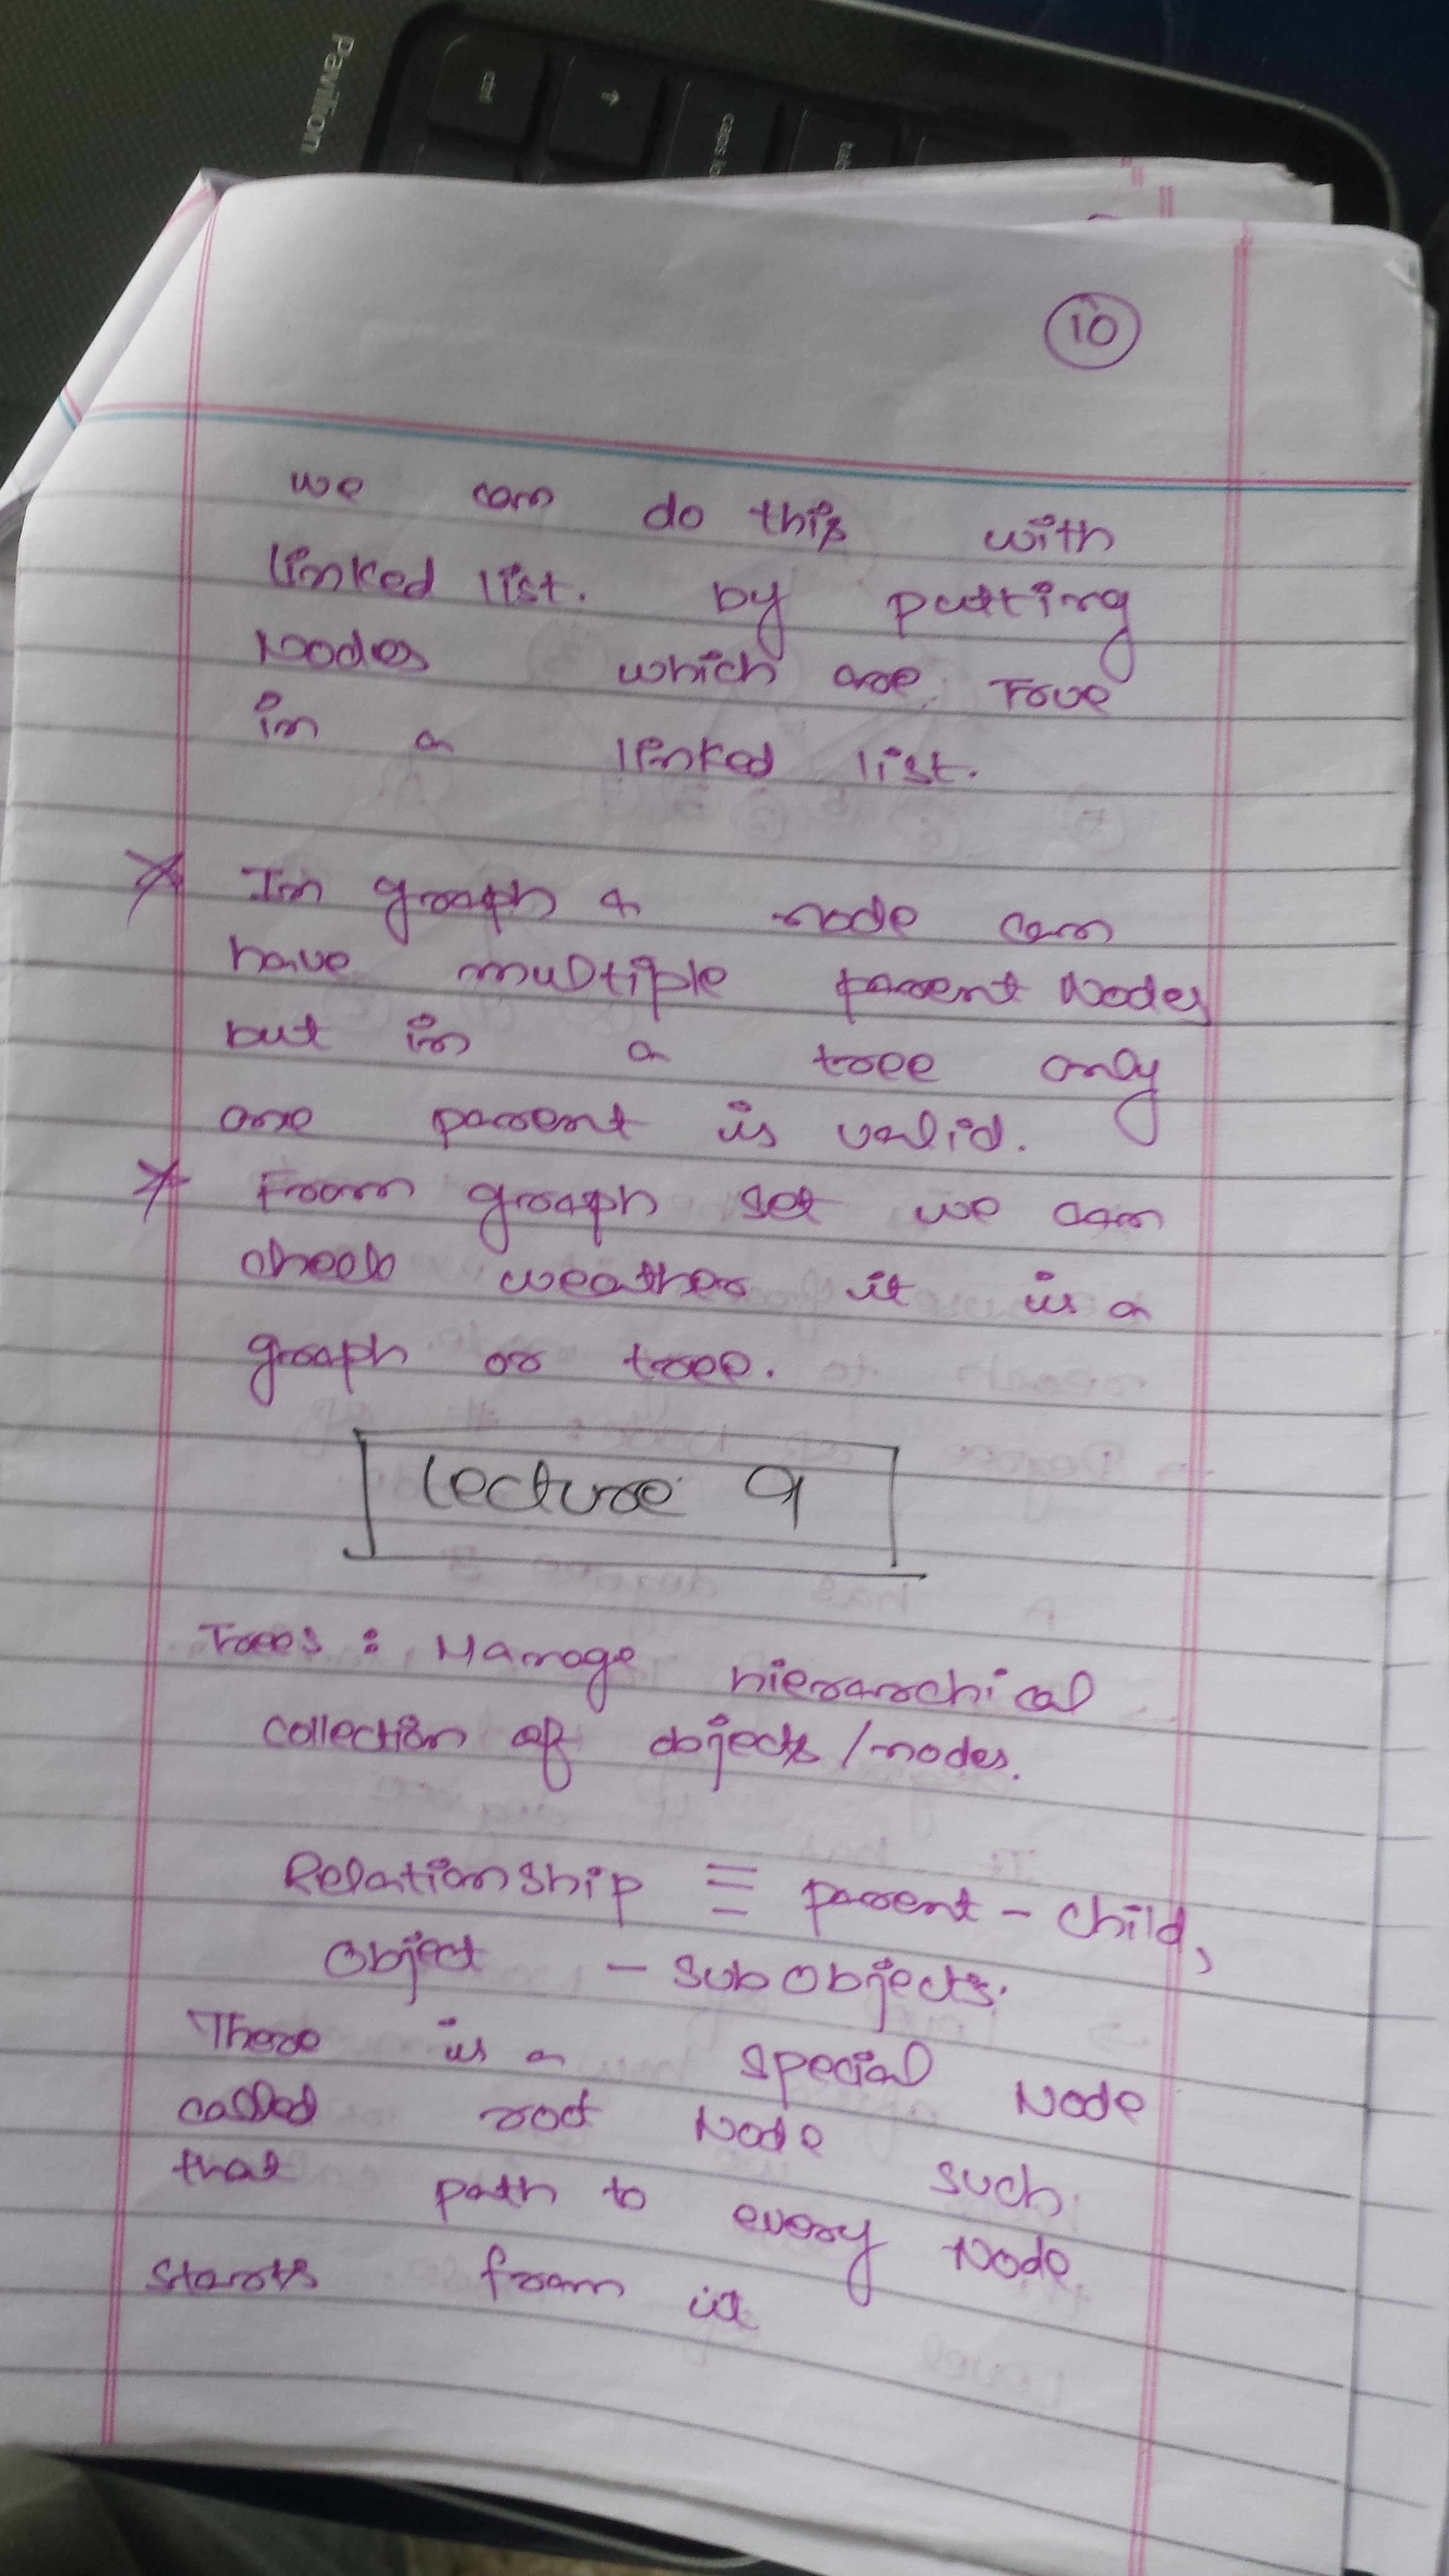 Pavilion
ctrl
↑
caps lo
tab
10
we can do this with
linked list. by putting
Nodes which are True
in a linked list.
* In graph a node can
have multiple parent Nodes
but in a tree only
one parent is valid.
* From graph set we can
check weather it is a
graph or tree.
Lecture 9
Trees : Manage hierarchical
collection of objects/nodes.
Relationship ≡ parent - child,
Object - subobjects.
There is a special Node
called root Node such
that path to every Node
starts from it